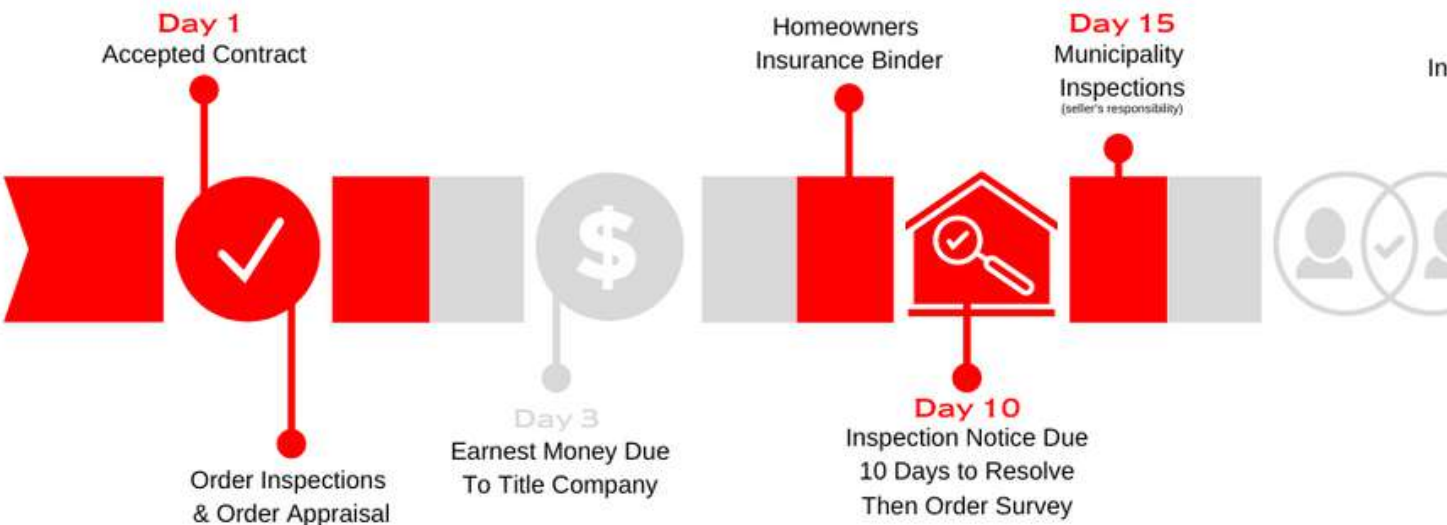 Day 1
Accepted Contract
Order Inspections
& Order Appraisal
$
Day 3
Earnest Money Due
To Title Company
Homeowners
Insurance Binder
Day 10
Inspection Notice Due
10 Days to Resolve
Then Order Survey
Day 15
Municipality
Inspections
(seller's responsibility)
In